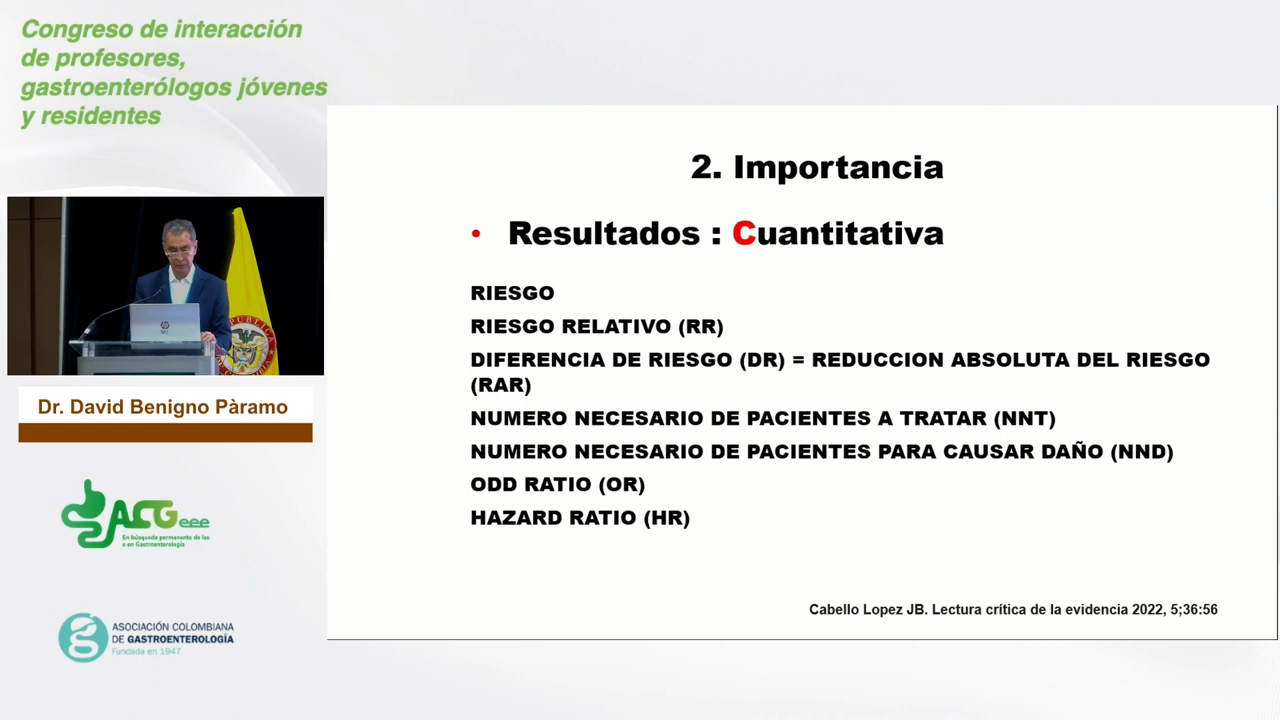 Congreso de interacción
de profesores,
gastroenterólogos jóvenes
y residentes
2. Importancia
• Resultados : Cuantitativa
RIESGO
RIESGO RELATIVO (RR)
DIFERENCIA DE RIESGO (DR) = REDUCCION ABSOLUTA DEL RIESGO
(RAR)
NUMERO NECESARIO DE PACIENTES A TRATAR (NNT)
NUMERO NECESARIO DE PACIENTES PARA CAUSAR DAÑO (NND)
ODD RATIO (OR)
HAZARD RATIO (HR)
Cabello Lopez JB. Lectura crítica de la evidencia 2022, 5;36:56
hp
REPUBLICA
Dr. David Benigno Pàramo
ACGeee
En búsqueda permanente de las
e en Gastroenterología
ASOCIACIÓN COLOMBIANA
DE GASTROENTEROLOGÍA
Fundada en 1947